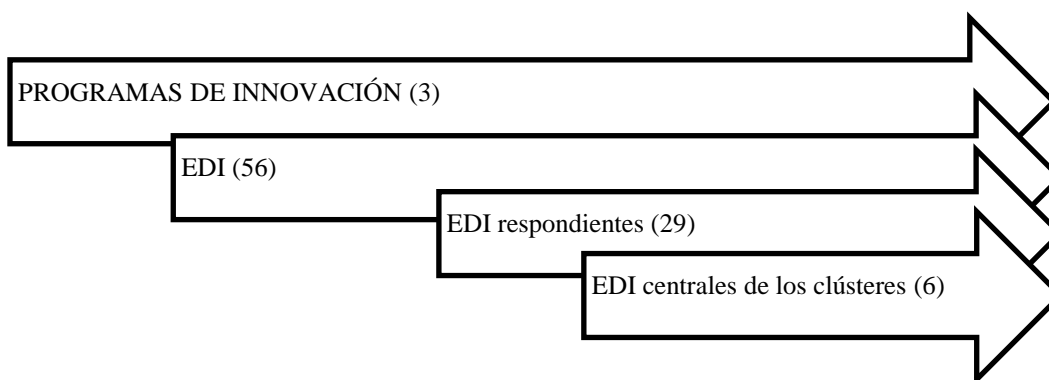 PROGRAMAS DE INNOVACIÓN (3)
EDI (56)
EDI respondientes (29)
EDI centrales de los clústeres (6)